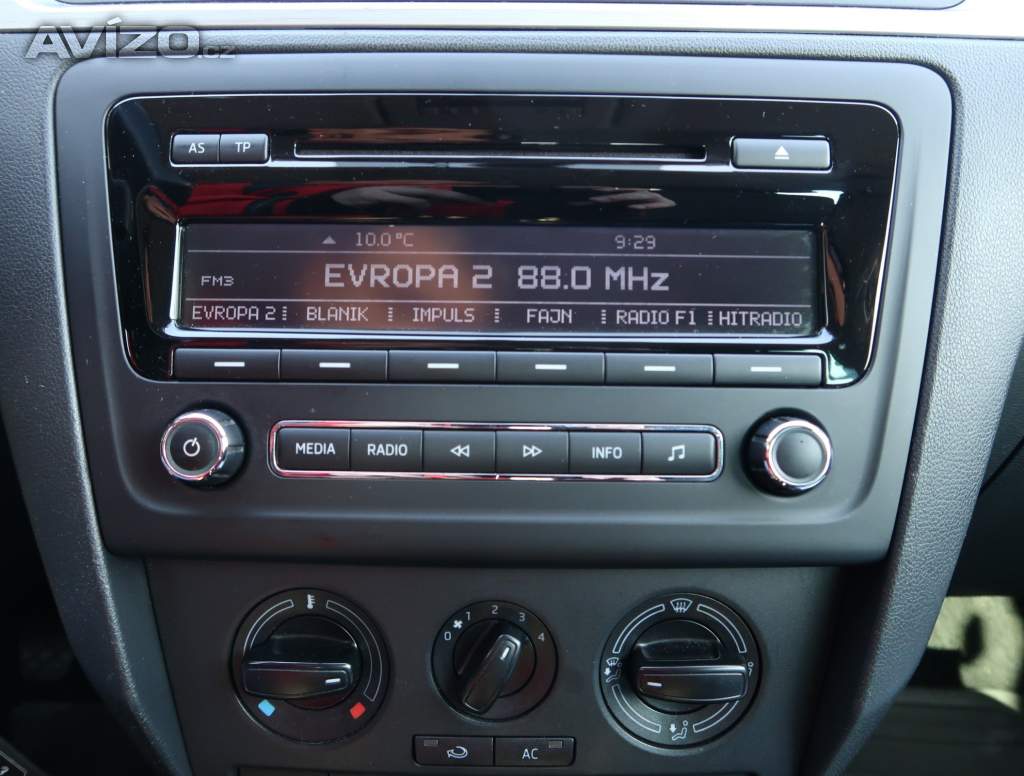 AVÍZO.cz
AS TP
10.0°C 9:29
FM3 EVROPA 2 88.0 MHz
EVROPA 2 BLANIK IMPULS FAJN RADIO F1 HITRADIO
MEDIA RADIO INFO
0 1 2 3 4
AC